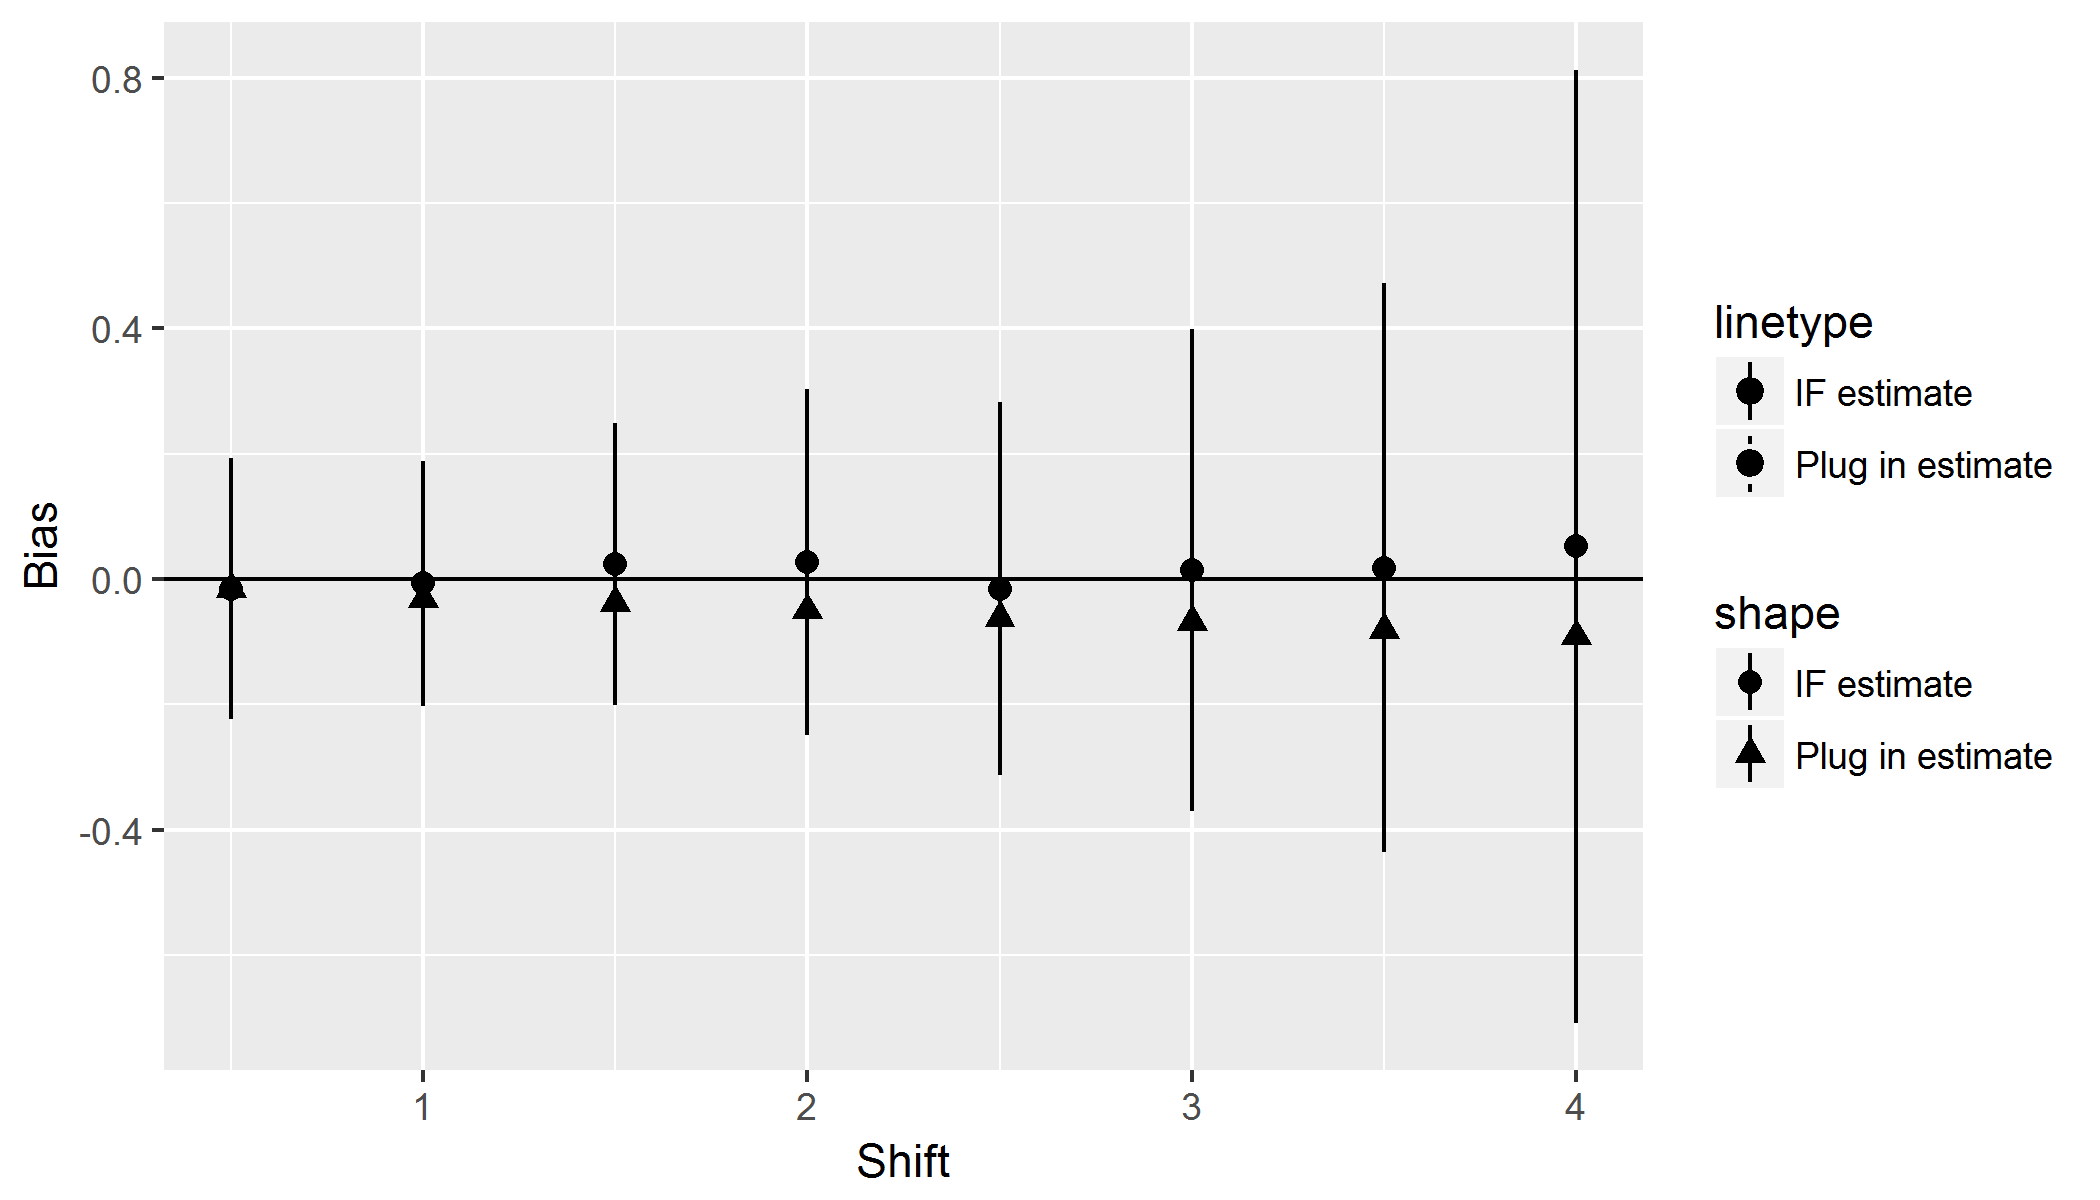 0.8
0.4
0.0
-0.4
Bias
1
2
3
4
Shift
linetype
IF estimate
Plug in estimate
shape
IF estimate
Plug in estimate